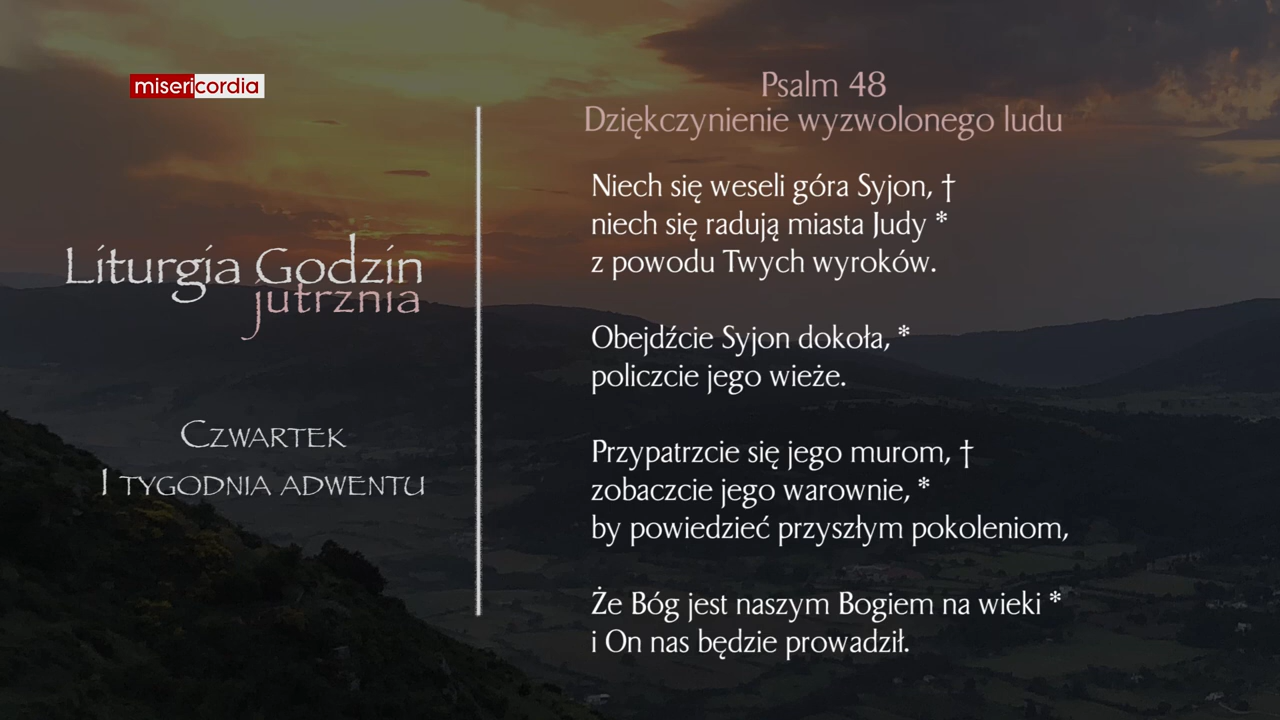 misericordia
Liturgia Godzin
jutrznia
Czwartek
I tygodnia adwentu
Psalm 48
Dziękczynienie wyzwolonego ludu
Niech się weseli góra Syjon, †
niech się radują miasta Judy *
z powodu Twych wyroków.
Obejdźcie Syjon dokoła, *
policzcie jego wieże.
Przypatrzcie się jego murom, †
zobaczcie jego warownie, *
by powiedzieć przyszłym pokoleniom,
Że Bóg jest naszym Bogiem na wieki *
i On nas będzie prowadził.